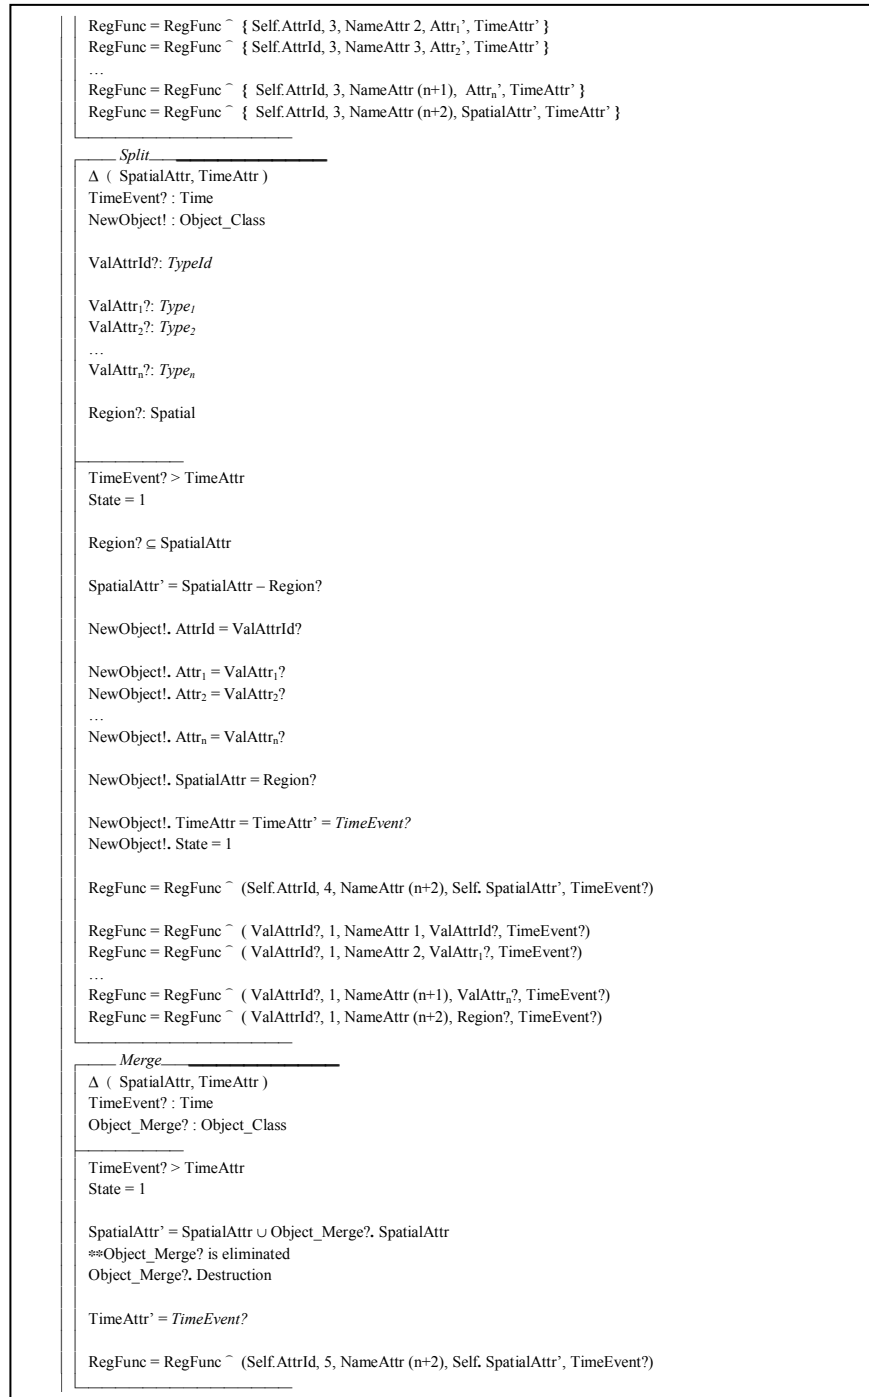 RegFunc = RegFunc ⌢ { Self.AttrId, 3, NameAttr 2, Attr₁’, TimeAttr’ }
RegFunc = RegFunc ⌢ { Self.AttrId, 3, NameAttr 3, Attr₂’, TimeAttr’ }
…
RegFunc = RegFunc ⌢ { Self.AttrId, 3, NameAttr (n+1), Attrₙ’, TimeAttr’ }
RegFunc = RegFunc ⌢ { Self.AttrId, 3, NameAttr (n+2), SpatialAttr’, TimeAttr’ }
Split
Δ ( SpatialAttr, TimeAttr )
TimeEvent? : Time
NewObject! : Object_Class
ValAttrId?: TypeId
ValAttr₁?: Type₁
ValAttr₂?: Type₂
…
ValAttrₙ?: Typeₙ
Region?: Spatial
TimeEvent? > TimeAttr
State = 1
Region? ⊆ SpatialAttr
SpatialAttr’ = SpatialAttr – Region?
NewObject!. AttrId = ValAttrId?
NewObject!. Attr₁ = ValAttr₁?
NewObject!. Attr₂ = ValAttr₂?
…
NewObject!. Attrₙ = ValAttrₙ?
NewObject!. SpatialAttr = Region?
NewObject!. TimeAttr = TimeAttr’ = TimeEvent?
NewObject!. State = 1
RegFunc = RegFunc ⌢ (Self.AttrId, 4, NameAttr (n+2), Self. SpatialAttr’, TimeEvent?)
RegFunc = RegFunc ⌢ ( ValAttrId?, 1, NameAttr 1, ValAttrId?, TimeEvent?)
RegFunc = RegFunc ⌢ ( ValAttrId?, 1, NameAttr 2, ValAttr₁?, TimeEvent?)
…
RegFunc = RegFunc ⌢ ( ValAttrId?, 1, NameAttr (n+1), ValAttrₙ?, TimeEvent?)
RegFunc = RegFunc ⌢ ( ValAttrId?, 1, NameAttr (n+2), Region?, TimeEvent?)
Merge
Δ ( SpatialAttr, TimeAttr )
TimeEvent? : Time
Object_Merge? : Object_Class
TimeEvent? > TimeAttr
State = 1
SpatialAttr’ = SpatialAttr ∪ Object_Merge?. SpatialAttr
**Object_Merge? is eliminated
Object_Merge?. Destruction
TimeAttr’ = TimeEvent?
RegFunc = RegFunc ⌢ (Self.AttrId, 5, NameAttr (n+2), Self. SpatialAttr’, TimeEvent?)